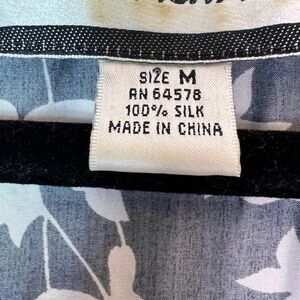 SIZE M
RN 64578
100% SILK
MADE IN CHINA